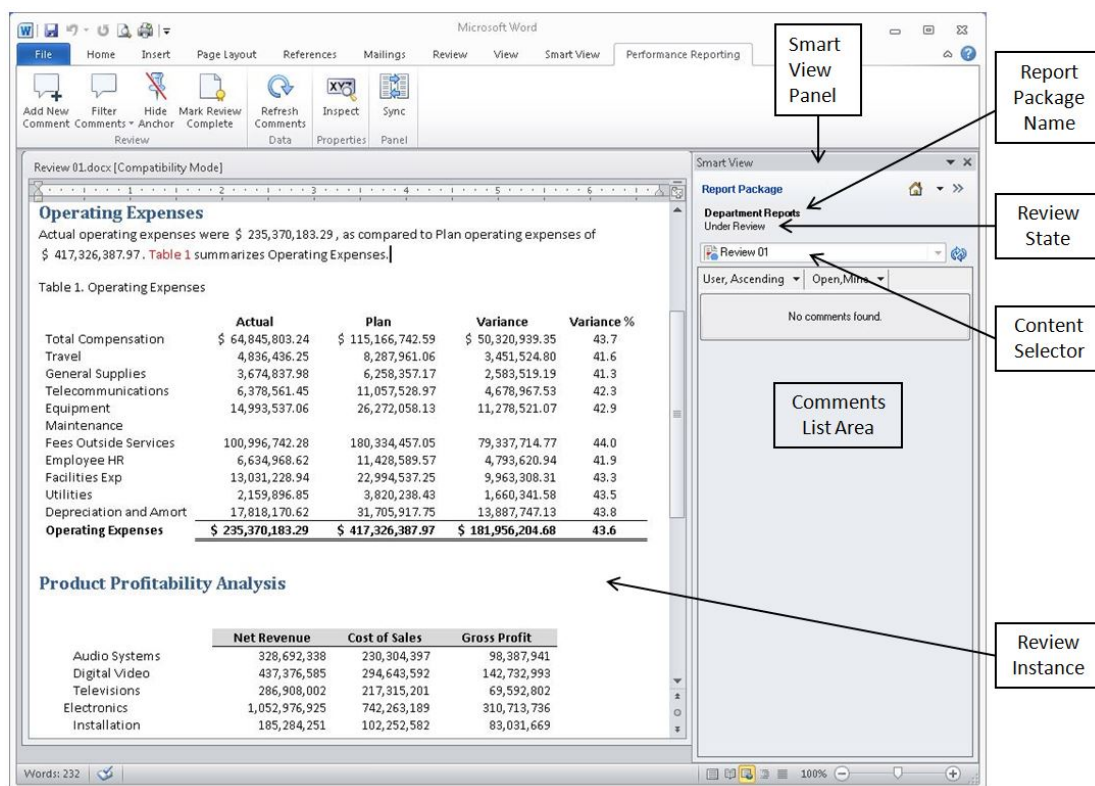 Microsoft Word
File Home Insert Page Layout References Mailings Review View Smart View Performance Reporting
Add New Comment
Filter Comments
Hide Anchor
Mark Review Complete
Refresh Comments
Inspect
Sync
Review Data Properties Panel
Review 01.docx [Compatibility Mode]
1 2 3 4 5 6
Operating Expenses
Actual operating expenses were $ 235,370,183.29 , as compared to Plan operating expenses of
$ 417,326,387.97 . Table 1 summarizes Operating Expenses.
Table 1. Operating Expenses
Actual Plan Variance Variance %
Total Compensation $ 64,845,803.24 $ 115,166,742.59 $ 50,320,939.35 43.7
Travel 4,836,436.25 8,287,961.06 3,451,524.80 41.6
General Supplies 3,674,837.98 6,258,357.17 2,583,519.19 41.3
Telecommunications 6,378,561.45 11,057,528.97 4,678,967.53 42.3
Equipment 14,993,537.06 26,272,058.13 11,278,521.07 42.9
Maintenance
Fees Outside Services 100,996,742.28 180,334,457.05 79,337,714.77 44.0
Employee HR 6,634,968.62 11,428,589.57 4,793,620.94 41.9
Facilities Exp 13,031,228.94 22,994,537.25 9,963,308.31 43.3
Utilities 2,159,896.85 3,820,238.43 1,660,341.58 43.5
Depreciation and Amort 17,818,170.62 31,705,917.75 13,887,747.13 43.8
Operating Expenses $ 235,370,183.29 $ 417,326,387.97 $ 181,956,204.68 43.6
Product Profitability Analysis
Net Revenue Cost of Sales Gross Profit
Audio Systems 328,692,338 230,304,397 98,387,941
Digital Video 437,376,585 294,643,592 142,732,993
Televisions 286,908,002 217,315,201 69,592,802
Electronics 1,052,976,925 742,263,189 310,713,736
Installation 185,284,251 102,252,582 83,031,669
Words: 232
100%
Smart View
Report Package
Department Reports
Under Review
Review 01
User, Ascending Open,Mine
No comments found.
Smart
View
Panel
Report
Package
Name
Review
State
Content
Selector
Comments
List Area
Review
Instance